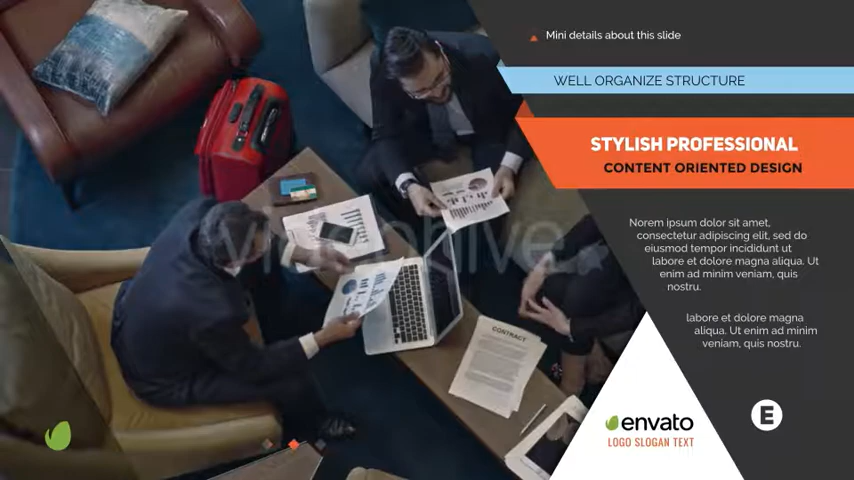 Mini details about this slide
WELL ORGANIZE STRUCTURE
STYLISH PROFESSIONAL
CONTENT ORIENTED DESIGN
Norem ipsum dolor sit amet,
consectetur adipiscing elit, sed do
eiusmod tempor incididunt ut
labore et dolore magna aliqua. Ut
enim ad minim veniam, quis
nostru.
labore et dolore magna
aliqua. Ut enim ad minim
veniam, quis nostru.
videohive
CONTRACT
envato
LOGO SLOGAN TEXT
E